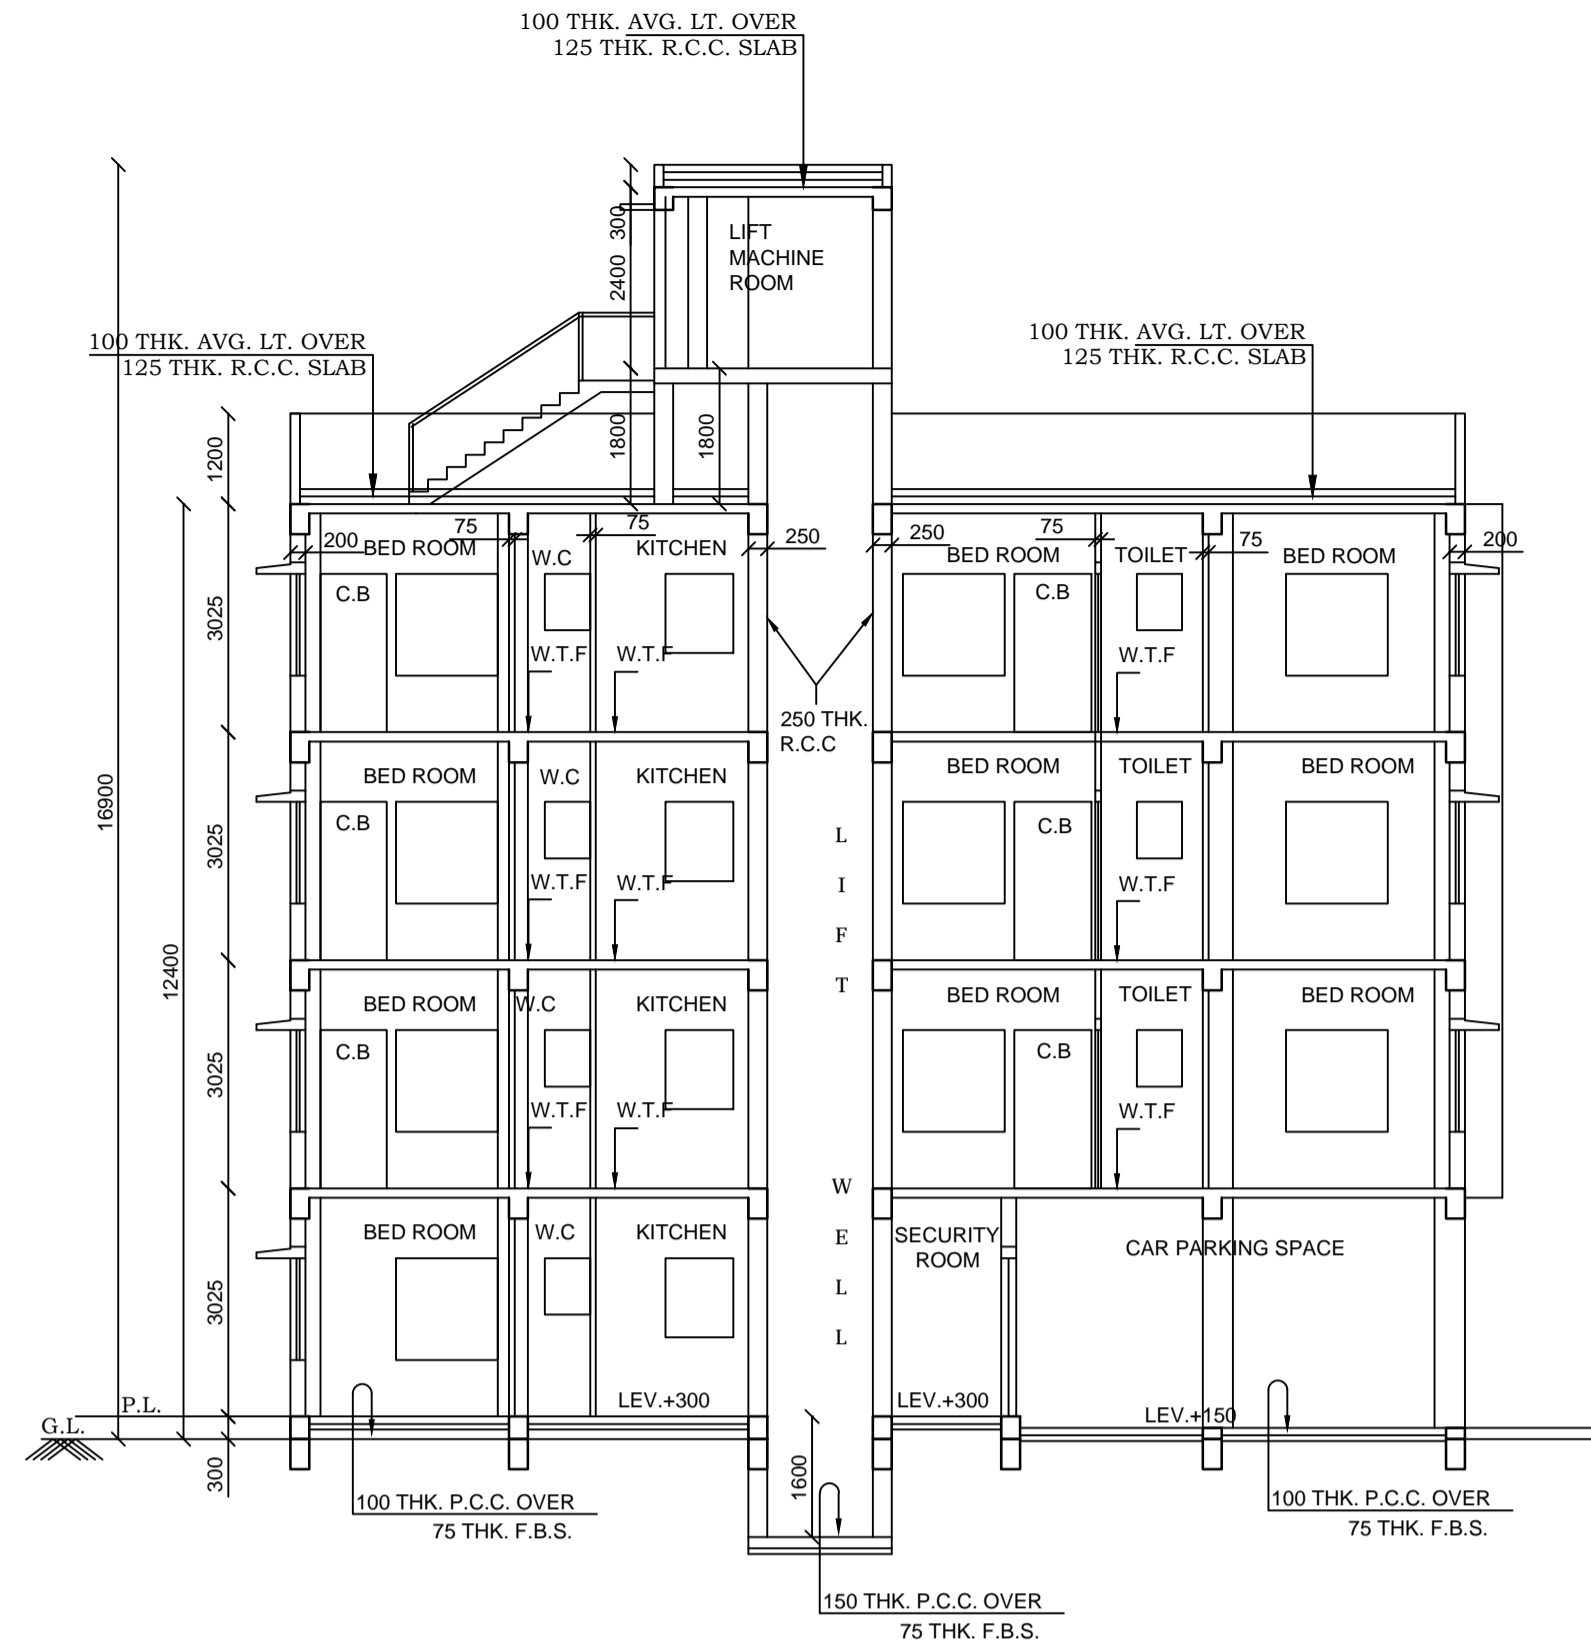 100 THK. AVG. LT. OVER
125 THK. R.C.C. SLAB
300
2400
LIFT
MACHINE
ROOM
100 THK. AVG. LT. OVER
125 THK. R.C.C. SLAB
100 THK. AVG. LT. OVER
125 THK. R.C.C. SLAB
1200
1800
1800
200
BED ROOM
75
W.C
75
KITCHEN
250
250
BED ROOM
75
TOILET
75
BED ROOM
200
C.B
C.B
3025
W.T.F
W.T.F
W.T.F
250 THK.
R.C.C
BED ROOM
W.C
KITCHEN
BED ROOM
TOILET
BED ROOM
16900
C.B
C.B
3025
W.T.F
W.T.F
W.T.F
L
I
F
T
12400
BED ROOM
W.C
KITCHEN
BED ROOM
TOILET
BED ROOM
C.B
C.B
3025
W.T.F
W.T.F
W.T.F
W
E
L
L
BED ROOM
W.C
KITCHEN
SECURITY
ROOM
CAR PARKING SPACE
3025
P.L.
G.L.
LEV.+300
LEV.+300
LEV.+150
300
1600
100 THK. P.C.C. OVER
75 THK. F.B.S.
100 THK. P.C.C. OVER
75 THK. F.B.S.
150 THK. P.C.C. OVER
75 THK. F.B.S.